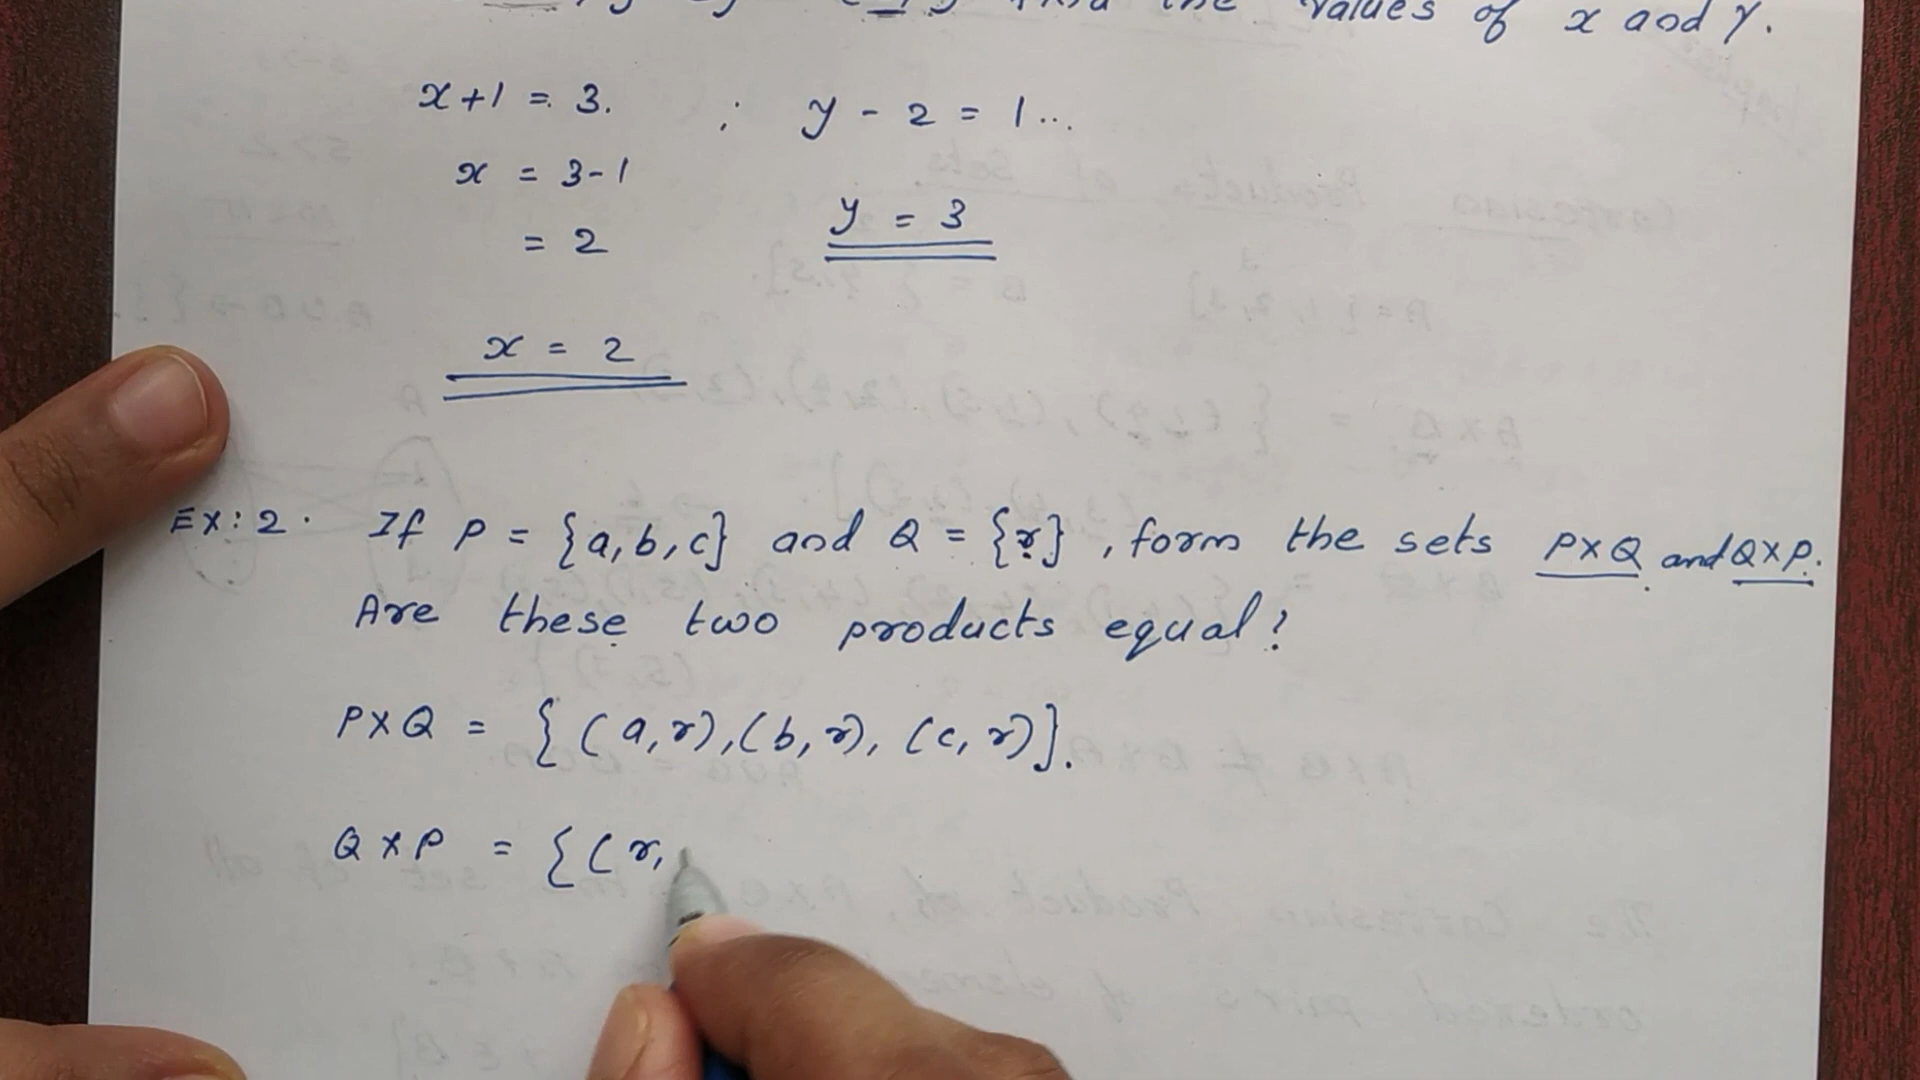 the values of x and y.
x+1 = 3. ; y - 2 = 1...
x = 3-1
= 2
y = 3
x = 2
Ex: 2. If P = {a, b, c} and Q = {r}, form the sets P×Q and Q×P.
Are these two products equal?
P×Q = {(a,r), (b,r), (c,r)}.
Q×P = {(r,